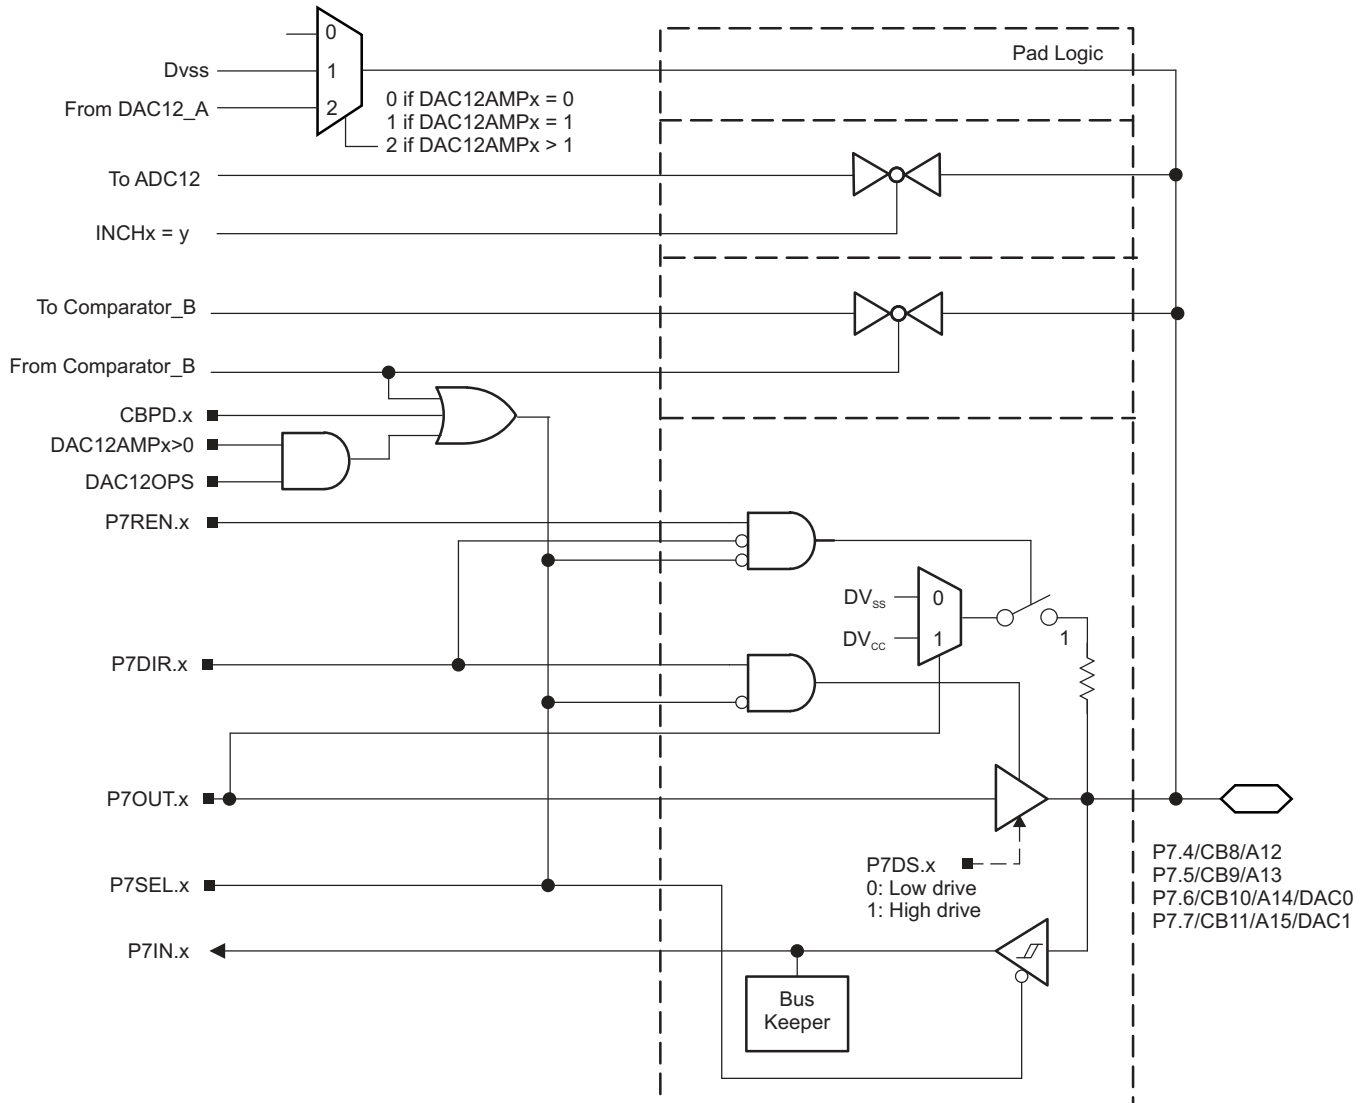 0
Pad Logic
Dvss
1
From DAC12_A
2
0 if DAC12AMPx = 0
1 if DAC12AMPx = 1
2 if DAC12AMPx > 1
To ADC12
INCHx = y
To Comparator_B
From Comparator_B
CBPD.x
DAC12AMPx>0
DAC12OPS
P7REN.x
DVSS
0
DVCC
1
1
P7DIR.x
P7OUT.x
P7DS.x
0: Low drive
1: High drive
P7.4/CB8/A12
P7.5/CB9/A13
P7.6/CB10/A14/DAC0
P7.7/CB11/A15/DAC1
P7SEL.x
P7IN.x
Bus
Keeper